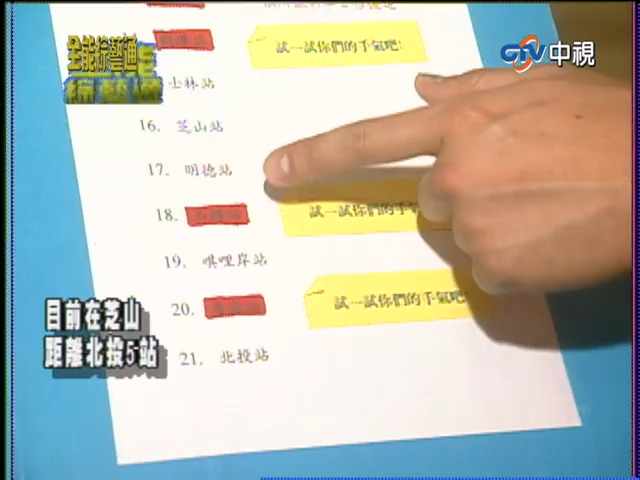 全能綜藝通
CTV中視
試一試你們的手氣吧!
士林站
16. 芝山站
17. 明德站
18.
試一試你們的手氣
19. 唭哩岸站
20.
試一試你們的手氣吧!
21. 北投站
目前在芝山
距離北投5站